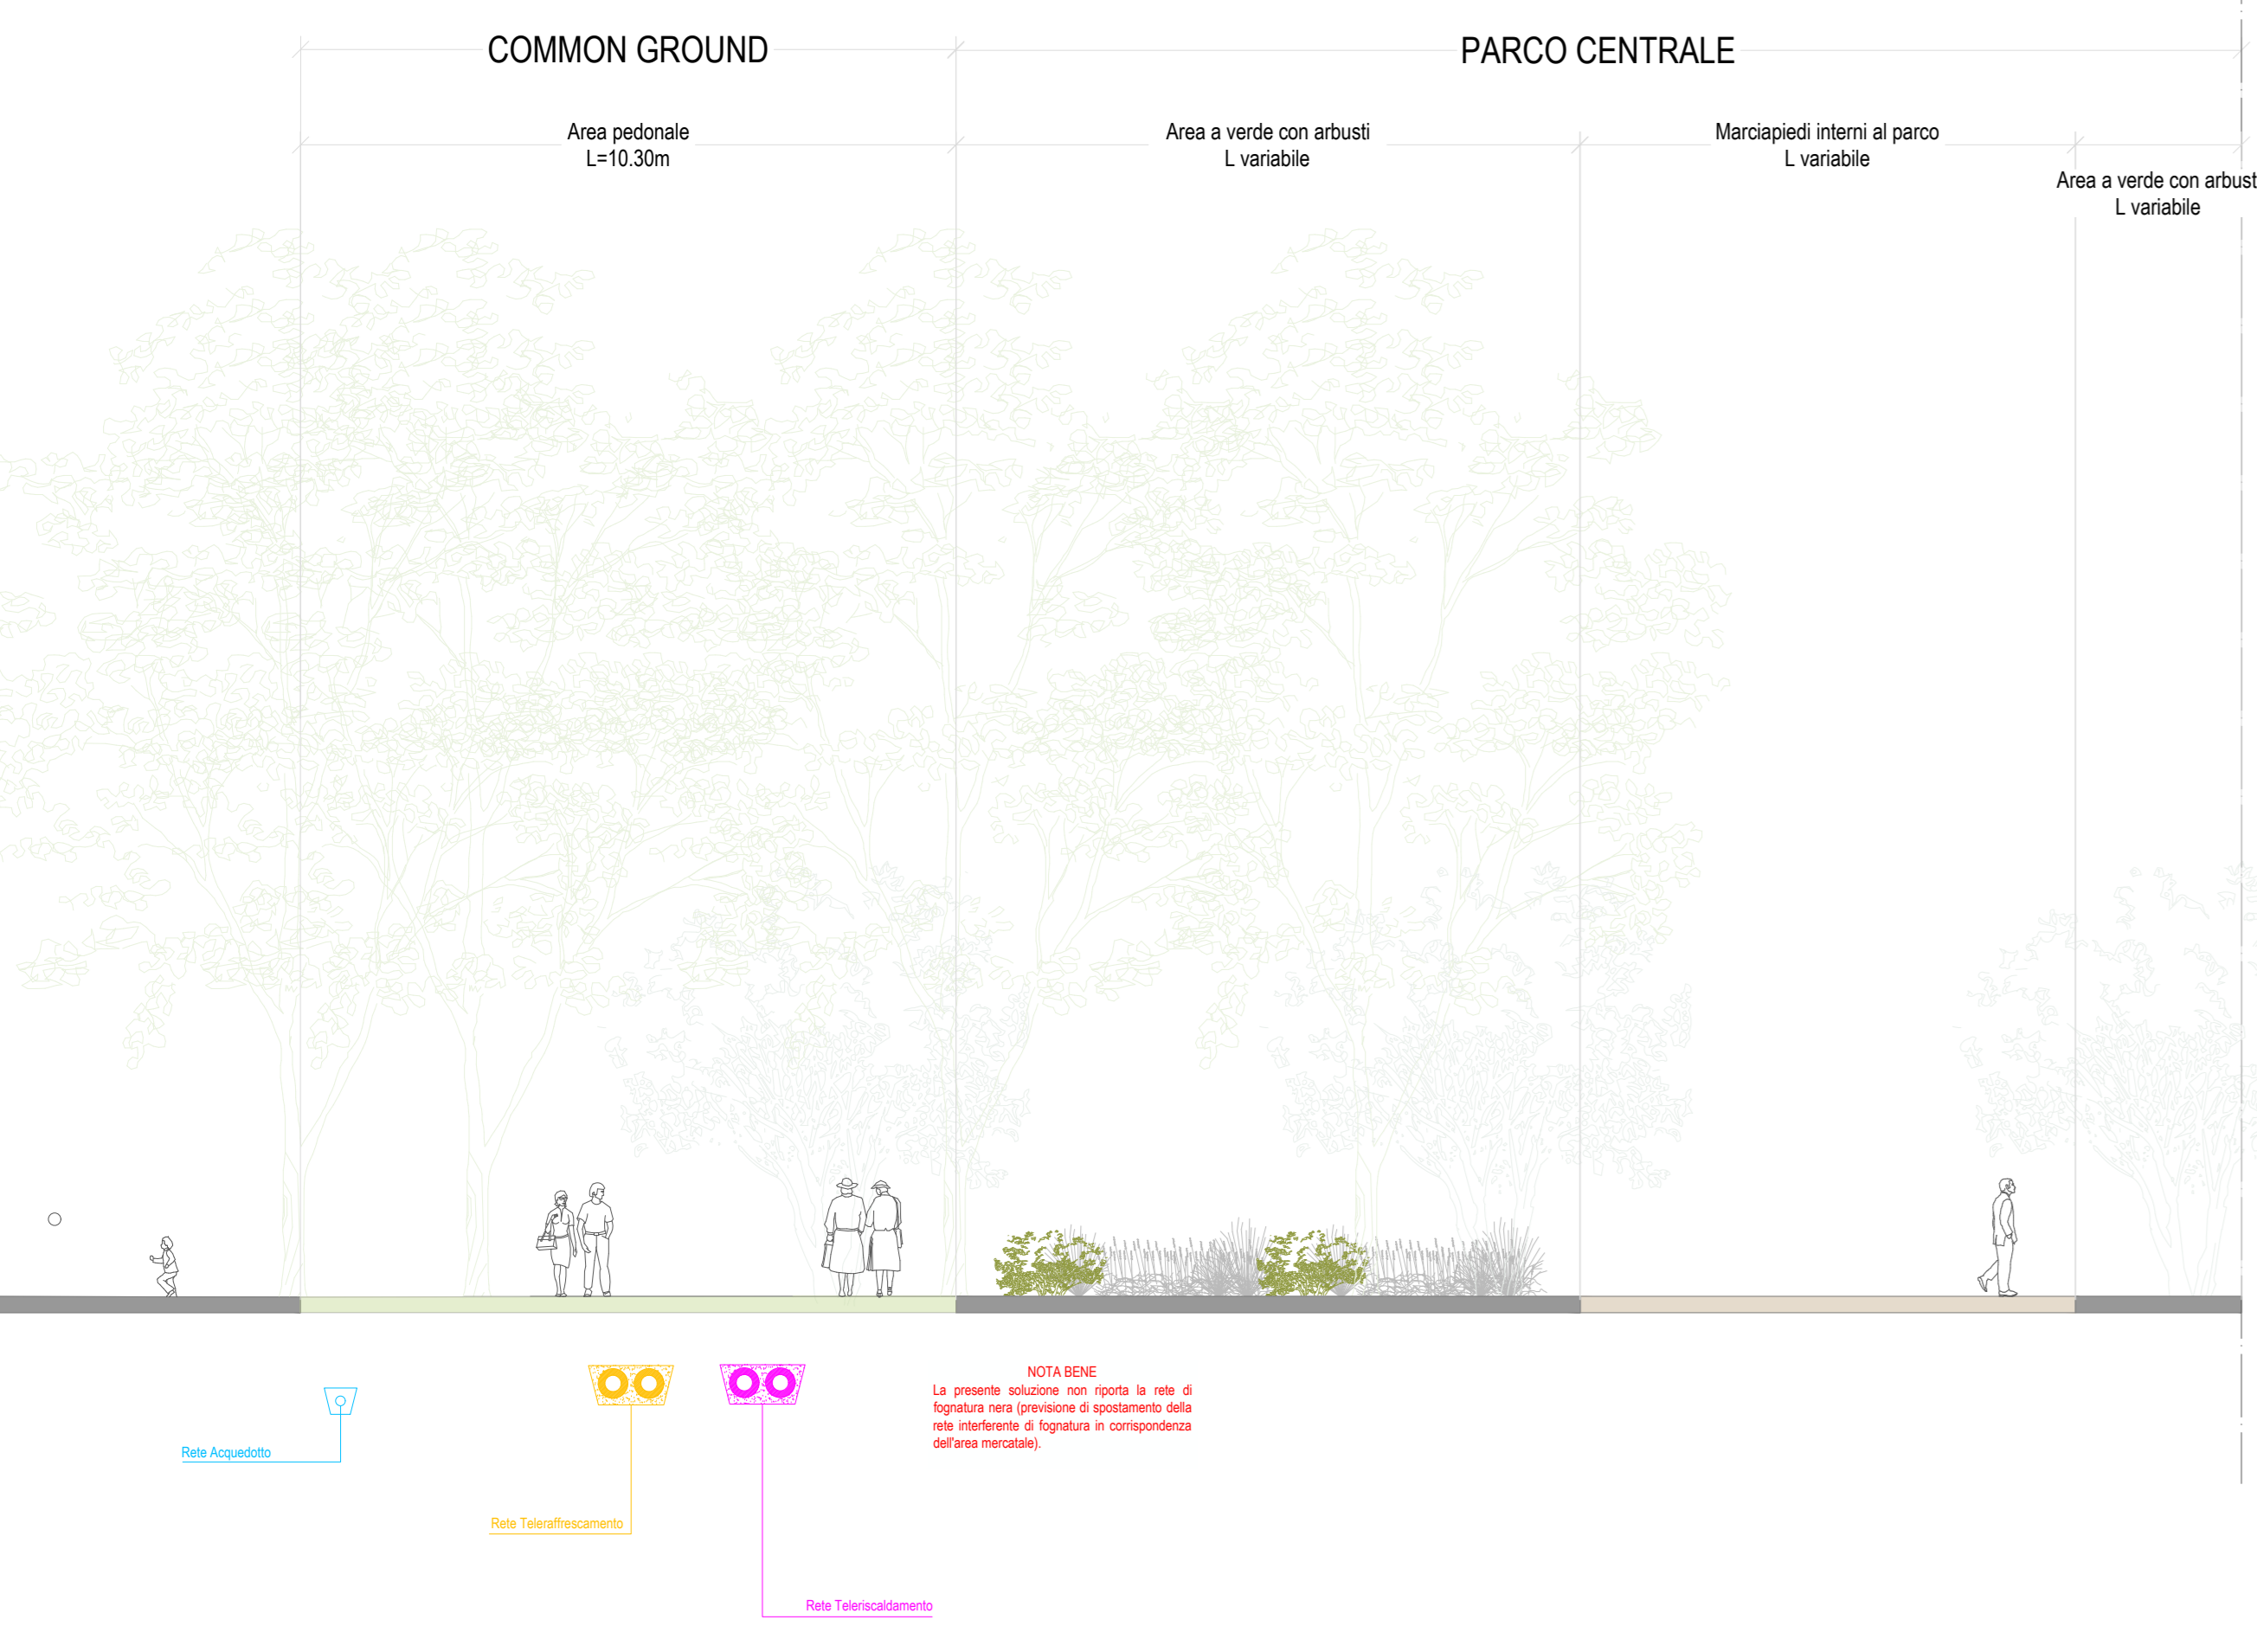 COMMON GROUND
PARCO CENTRALE
Area pedonale
L=10.30m
Area a verde con arbusti
L variabile
Marciapiedi interni al parco
L variabile
Area a verde con arbust
L variabile
NOTA BENE
La presente soluzione non riporta la rete di
fognatura nera (previsione di spostamento della
rete interferente di fognatura in corrispondenza
dell'area mercatale).
Rete Acquedotto
Rete Teleraffrescamento
Rete Teleriscaldamento